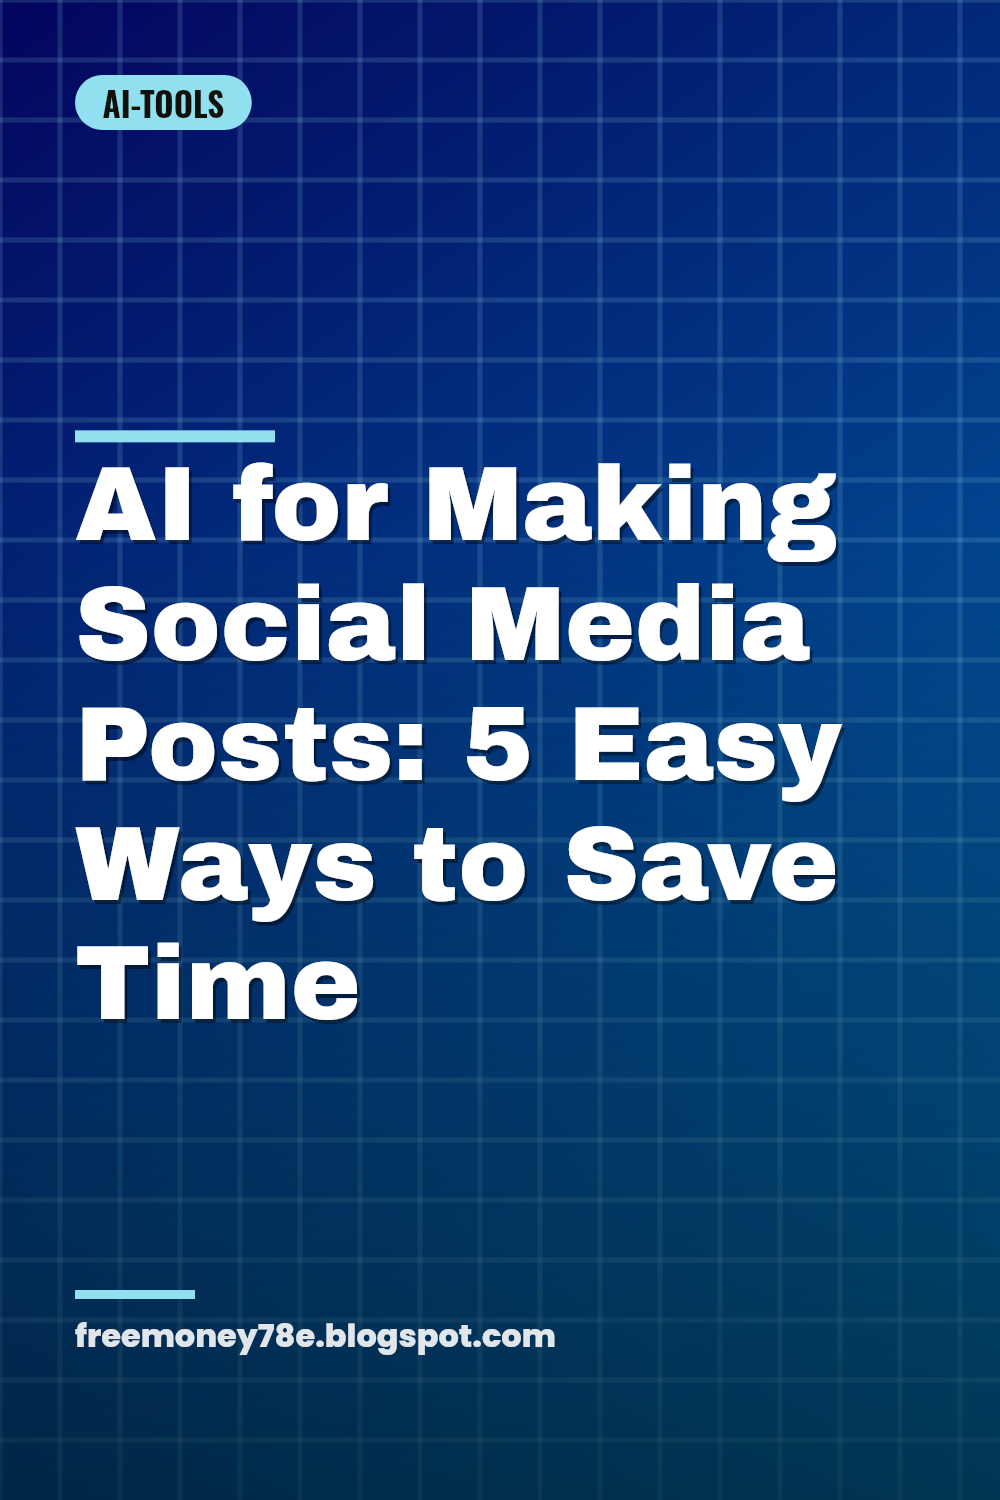 AI-TOOLS
AI for Making
Social Media
Posts: 5 Easy
Ways to Save
Time
freemoney78e.blogspot.com